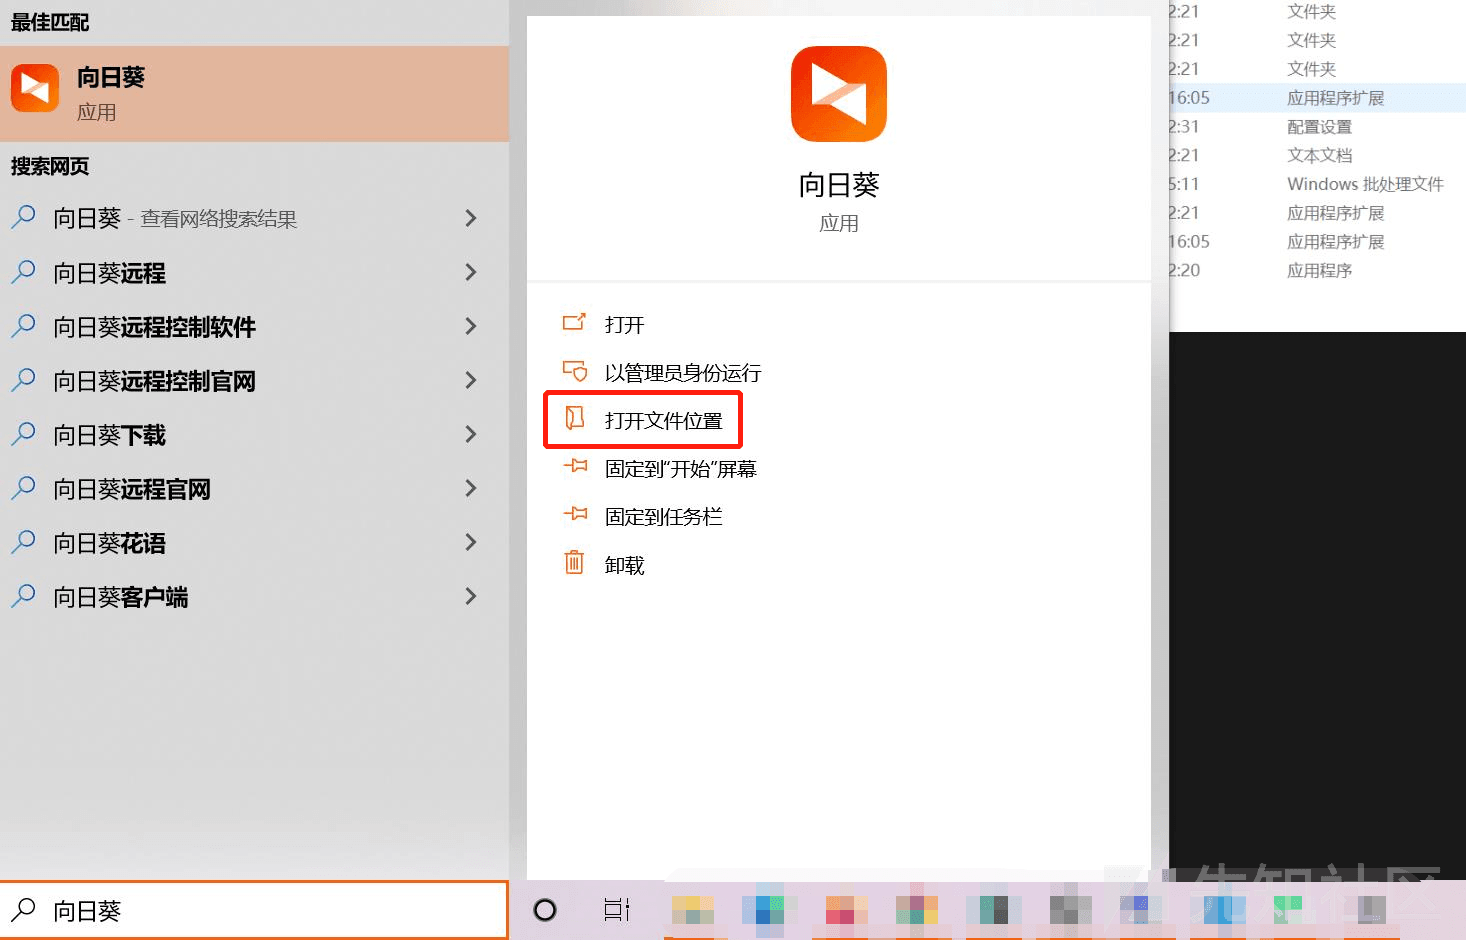 最佳匹配
向日葵
应用
搜索网页
向日葵 - 查看网络搜索结果
向日葵远程
向日葵远程控制软件
向日葵远程控制官网
向日葵下载
向日葵远程官网
向日葵花语
向日葵客户端
向日葵
向日葵
应用
打开
以管理员身份运行
打开文件位置
固定到“开始”屏幕
固定到任务栏
卸载
2:21 文件夹
2:21 文件夹
2:21 文件夹
16:05 应用程序扩展
2:31 配置设置
2:21 文本文档
5:11 Windows 批处理文件
2:21 应用程序扩展
16:05 应用程序扩展
2:20 应用程序
先知社区